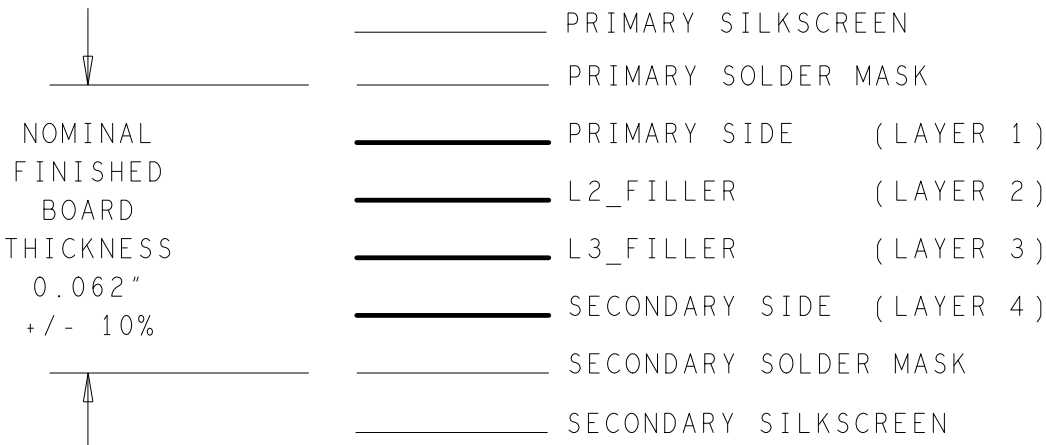 PRIMARY SILKSCREEN
PRIMARY SOLDER MASK
NOMINAL
FINISHED
BOARD
THICKNESS
0.062"
+/- 10%
PRIMARY SIDE (LAYER 1)
L2_FILLER (LAYER 2)
L3_FILLER (LAYER 3)
SECONDARY SIDE (LAYER 4)
SECONDARY SOLDER MASK
SECONDARY SILKSCREEN